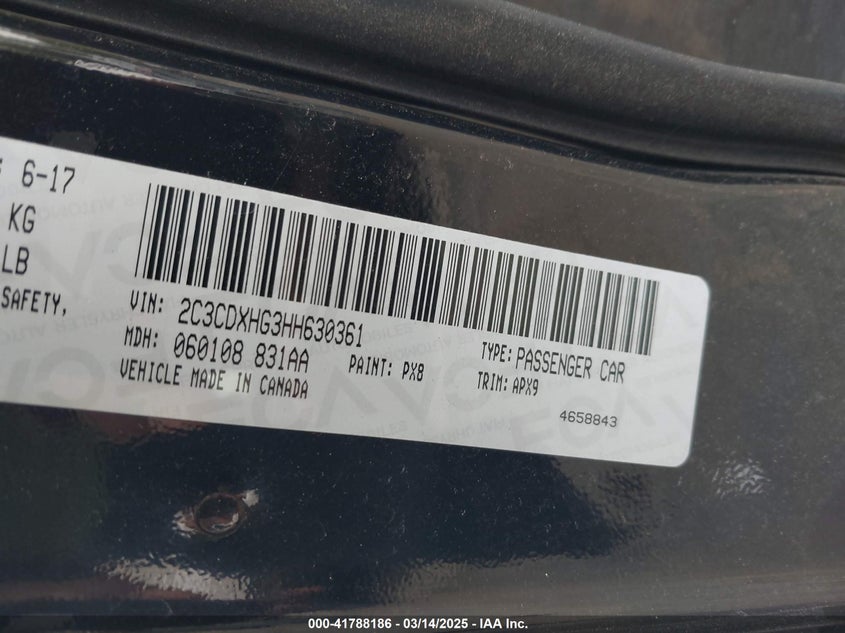 6-17
KG
LB
SAFETY,
VIN: 2C3CDXHG3HH630361
TYPE: PASSENGER CAR
MDH: 060108 831AA
PAINT: PX8
TRIM: APX9
VEHICLE MADE IN CANADA
4658843
000-41788186 - 03/14/2025 - IAA Inc.